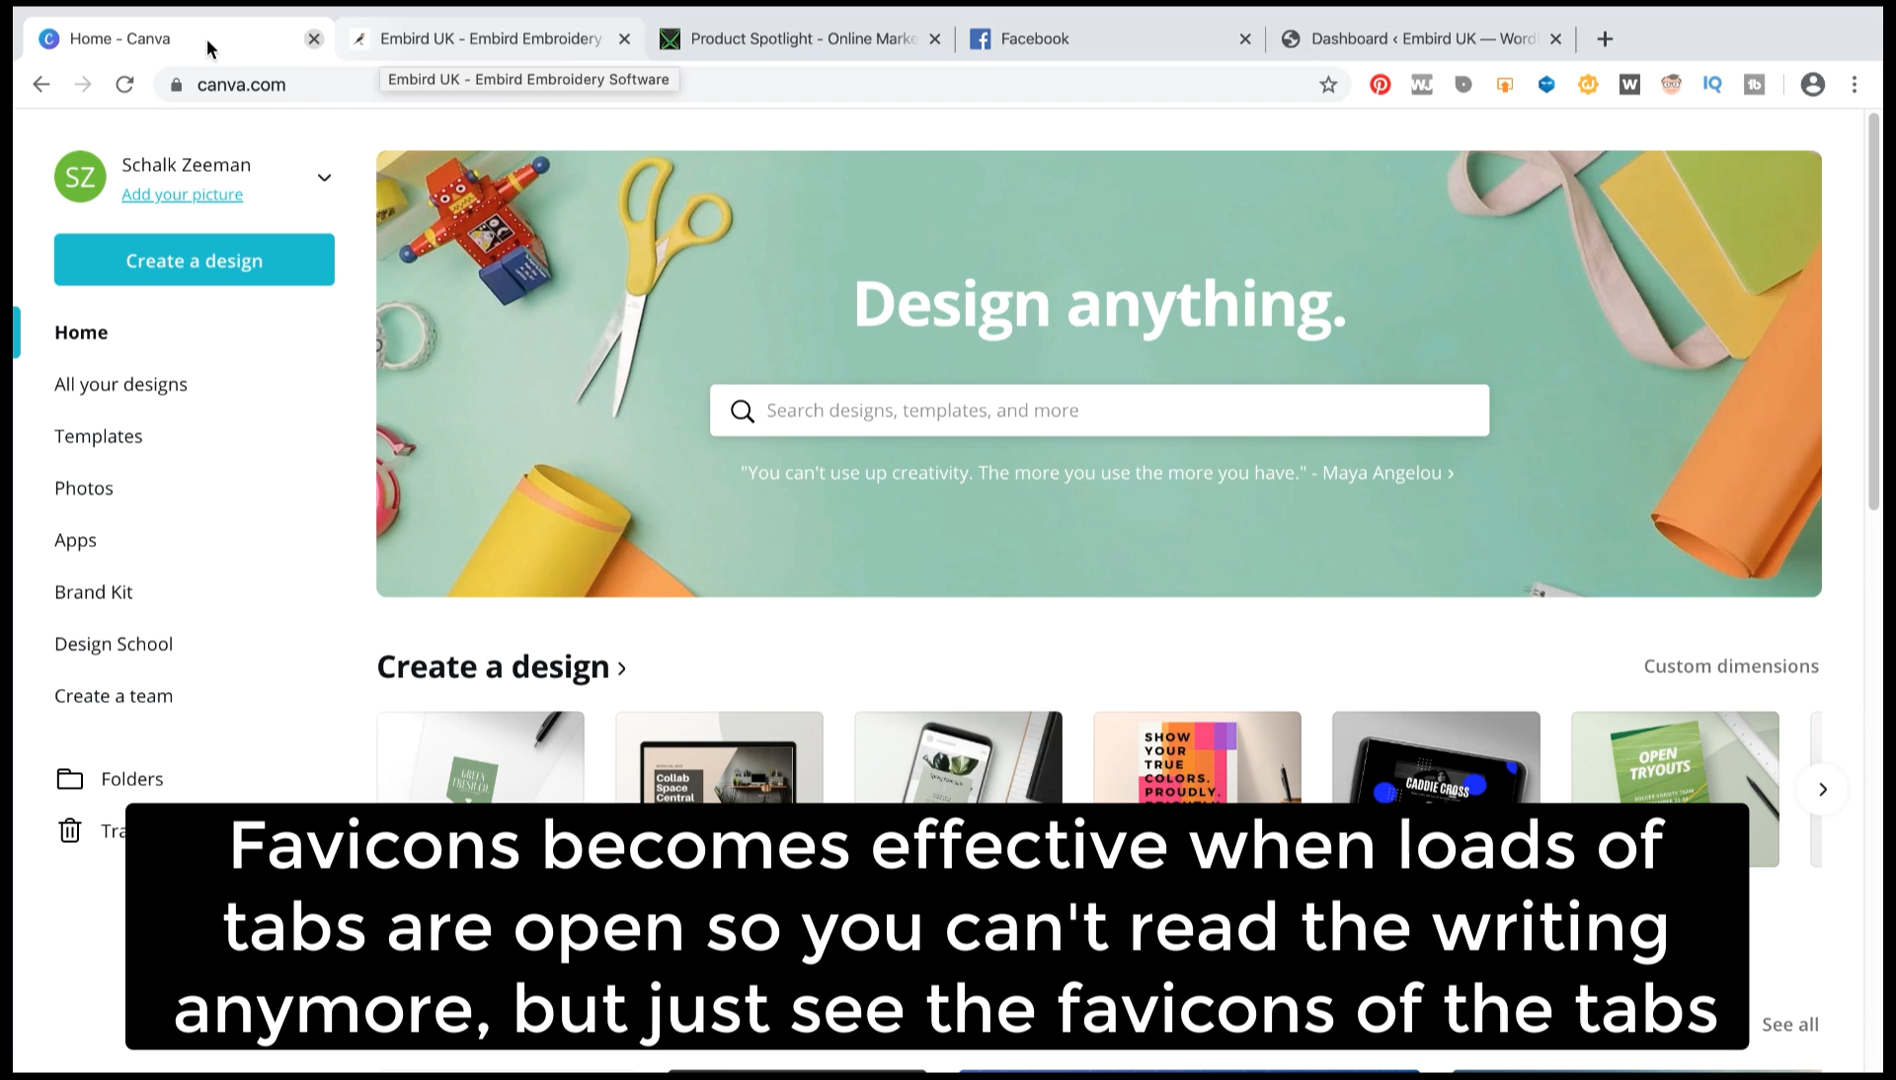 Home - Canva
Embird UK - Embird Embroidery
Product Spotlight - Online Marke
Facebook
Dashboard ‹ Embird UK — Word
canva.com
Embird UK - Embird Embroidery Software
SZ
Schalk Zeeman
Add your picture
Create a design
Home
All your designs
Templates
Photos
Apps
Brand Kit
Design School
Create a team
Folders
Tra
Design anything.
Search designs, templates, and more
"You can't use up creativity. The more you use the more you have." - Maya Angelou ›
Create a design ›
Custom dimensions
GREEN
Collab
Space
Central
SHOW
YOUR
TRUE
COLORS.
PROUDLY.
CADDIE CROSS
OPEN
TRYOUTS
Favicons becomes effective when loads of
tabs are open so you can't read the writing
anymore, but just see the favicons of the tabs
See all